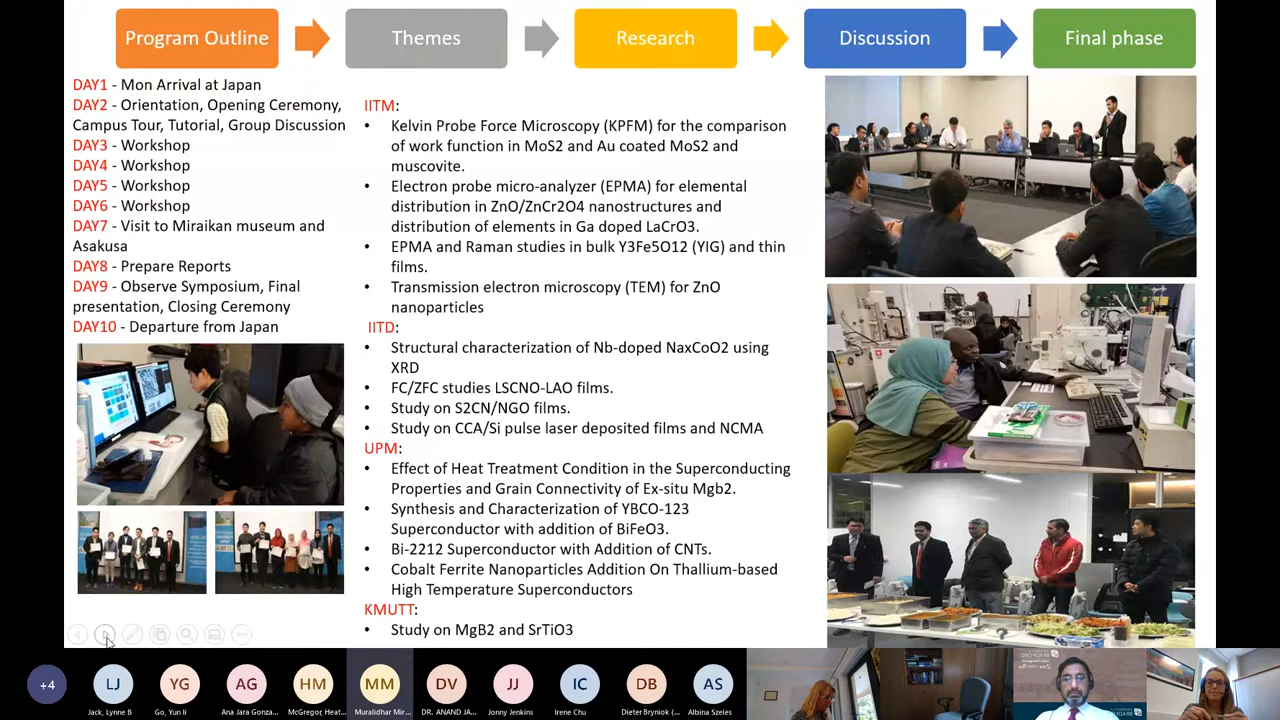 Program Outline
Themes
Research
Discussion
Final phase
DAY1 - Mon Arrival at Japan
DAY2 - Orientation, Opening Ceremony,
Campus Tour, Tutorial, Group Discussion
DAY3 - Workshop
DAY4 - Workshop
DAY5 - Workshop
DAY6 - Workshop
DAY7 - Visit to Miraikan museum and
Asakusa
DAY8 - Prepare Reports
DAY9 - Observe Symposium, Final
presentation, Closing Ceremony
DAY10 - Departure from Japan
IITM:
• Kelvin Probe Force Microscopy (KPFM) for the comparison
of work function in MoS2 and Au coated MoS2 and
muscovite.
• Electron probe micro-analyzer (EPMA) for elemental
distribution in ZnO/ZnCr2O4 nanostructures and
distribution of elements in Ga doped LaCrO3.
• EPMA and Raman studies in bulk Y3Fe5O12 (YIG) and thin
films.
• Transmission electron microscopy (TEM) for ZnO
nanoparticles
IITD:
• Structural characterization of Nb-doped NaxCoO2 using
XRD
• FC/ZFC studies LSCNO-LAO films.
• Study on S2CN/NGO films.
• Study on CCA/Si pulse laser deposited films and NCMA
UPM:
• Effect of Heat Treatment Condition in the Superconducting
Properties and Grain Connectivity of Ex-situ Mgb2.
• Synthesis and Characterization of YBCO-123
Superconductor with addition of BiFeO3.
• Bi-2212 Superconductor with Addition of CNTs.
• Cobalt Ferrite Nanoparticles Addition On Thallium-based
High Temperature Superconductors
KMUTT:
• Study on MgB2 and SrTiO3
+4
LJ
YG
AG
HM
MM
DV
JJ
IC
DB
AS
Jack, Lynne B
Go, Yun Ii
Ana Jara Gonza...
McGregor, Heat...
Muralidhar Mir...
DR. ANAND JA...
Jonny Jenkins
Irene Chu
Dieter Bryniok (...
Albina Szeles